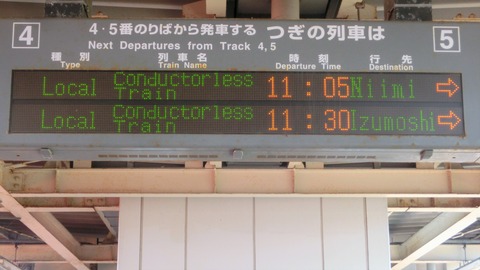 4
4・5番のりばから発車する つぎの列車は
5
Next Departures from Track 4,5
種別 列車名 時刻 行先
Type Train Name Departure Time Destination
Local Conductorless Train 11:05 Niimi →
Local Conductorless Train 11:30 Izumoshi →